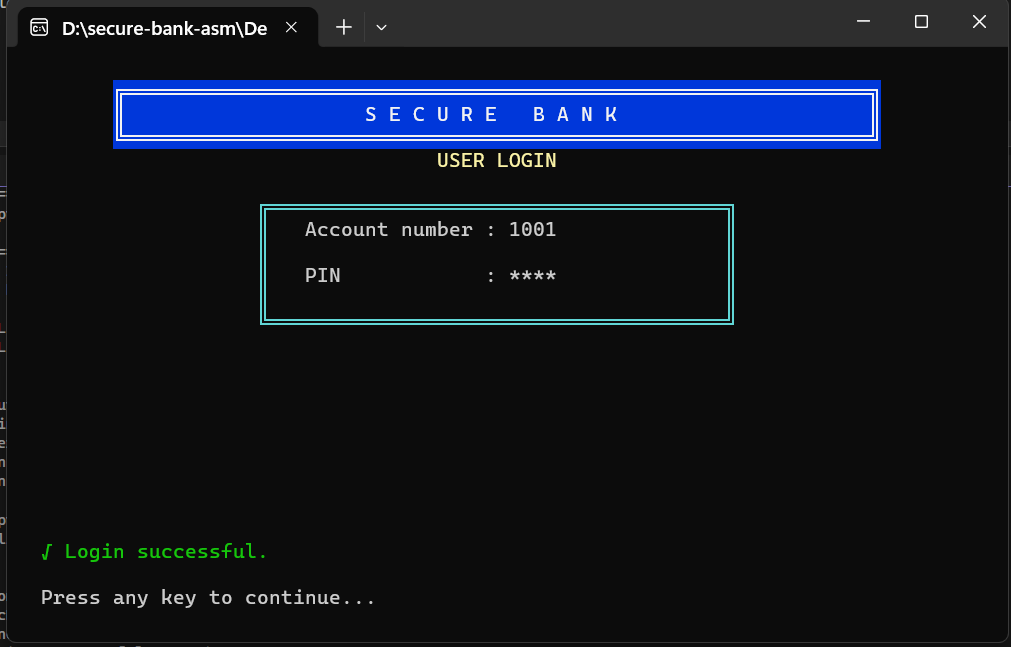 D:\secure-bank-asm\De
S E C U R E   B A N K
USER LOGIN
Account number : 1001
PIN            : ****
√ Login successful.
Press any key to continue...